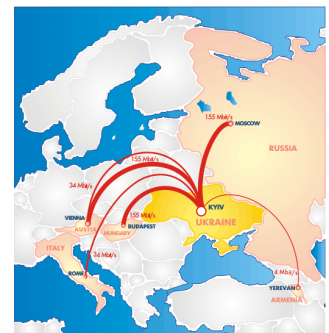 155 Mbit/s
MOSCOW
RUSSIA
155 Mbit/s
34 Mbit/s
KYIV
UKRAINE
VIENNA
AUSTIA
155 Mbit/s
BUDAPEST
HUNGARY
ITALY
34 Mbit/s
ROME
4 Mbit/s
YEREVAN
ARMENIA